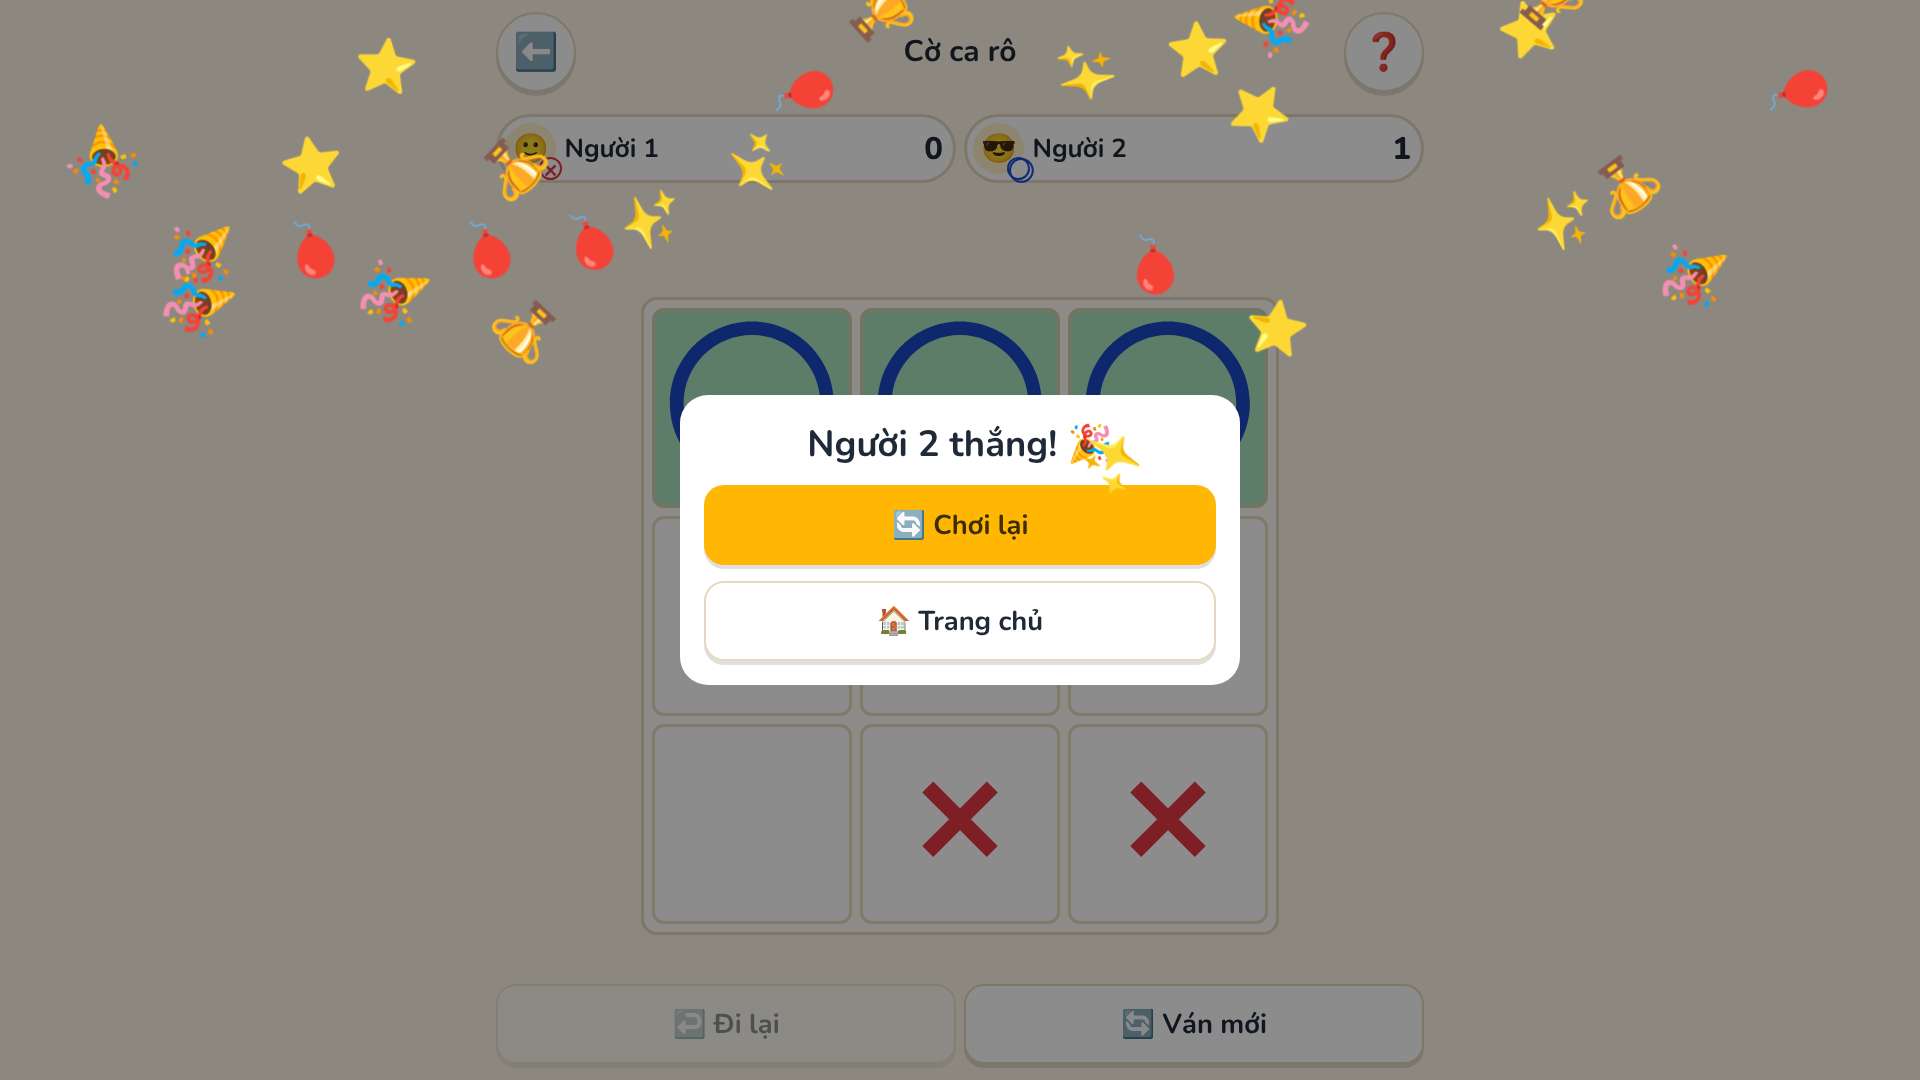 Cờ ca rô
Người 1 0
Người 2 1
Người 2 thắng!
Chơi lại
Trang chủ
Đi lại
Ván mới